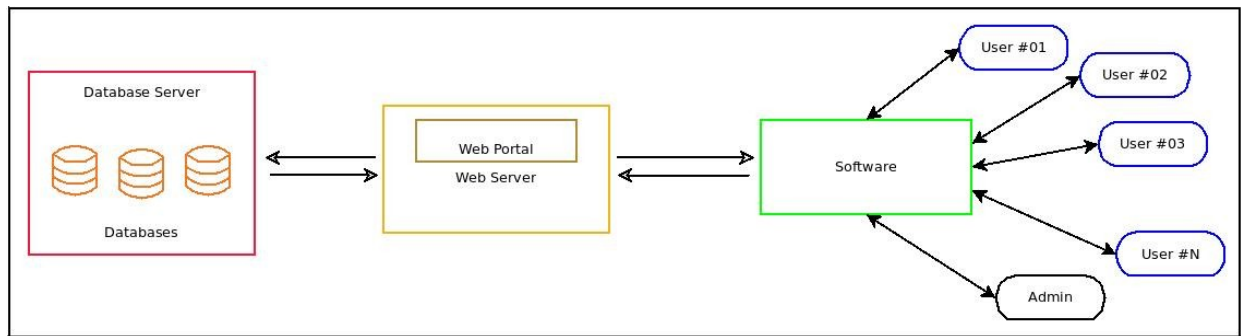 Database Server
Databases
Web Portal
Web Server
Software
User #01
User #02
User #03
User #N
Admin